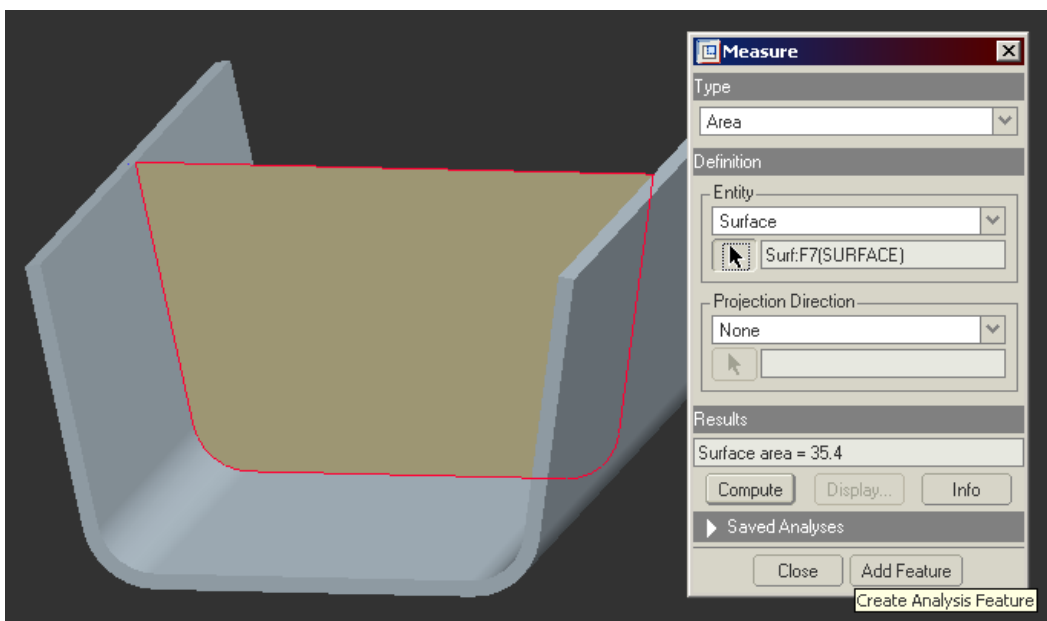 Measure
Type
Area
Definition
Entity
Surface
Surf:F7(SURFACE)
Projection Direction
None
Results
Surface area = 35.4
Compute Display... Info
Saved Analyses
Close Add Feature
Create Analysis Feature